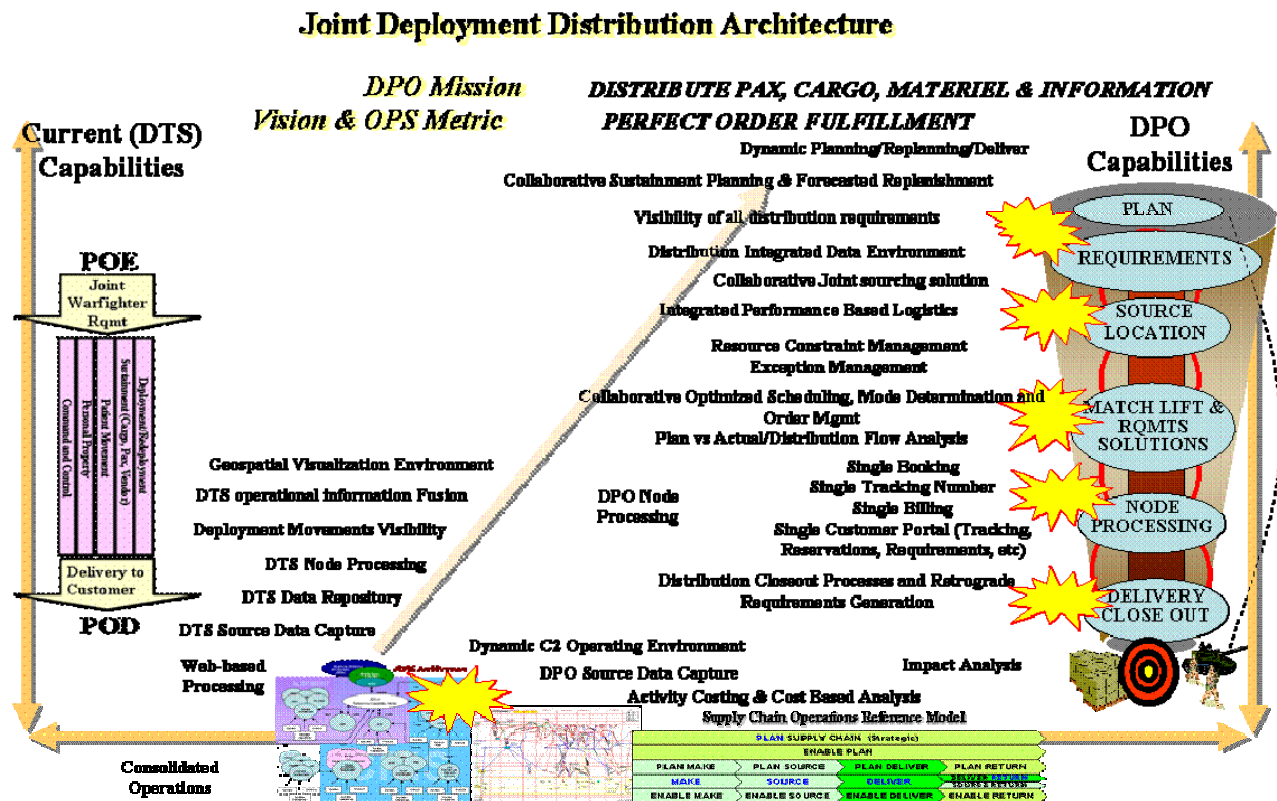 Joint Deployment Distribution Architecture
DPO Mission
Vision & OPS Metric
DISTRIBUTE PAX, CARGO, MATERIEL & INFORMATION
PERFECT ORDER FULFILLMENT
Current (DTS)
Capabilities
DPO
Capabilities
POE
Joint
Warfighter
Rqmt
Deployment/Redeployment
Sustainment (Cargo, Pax, Vendor)
Patient Movement
Personal Property
Command and Control
Delivery to
Customer
POD
Geospatial Visualization Environment
DTS operational information Fusion
Deployment Movements Visibility
DTS Node Processing
DTS Data Repository
DTS Source Data Capture
Web-based
Processing
Dynamic Planning/Replanning/Deliver
Collaborative Sustainment Planning & Forecasted Replenishment
Visibility of all distribution requirements
Distribution Integrated Data Environment
Collaborative Joint sourcing solution
Integrated Performance Based Logistics
Resource Constraint Management
Exception Management
Collaborative Optimized Scheduling, Mode Determination and
Order Mgmt
Plan vs Actual/Distribution Flow Analysis
DPO Node
Processing
Single Booking
Single Tracking Number
Single Billing
Single Customer Portal (Tracking,
Reservations, Requirements, etc)
Distribution Closeout Processes and Retrograde
Requirements Generation
Dynamic C2 Operating Environment
DPO Source Data Capture
Impact Analysis
Activity Costing & Cost Based Analysis
PLAN
REQUIREMENTS
SOURCE
LOCATION
MATCH LIFT &
RQMTS
SOLUTIONS
NODE
PROCESSING
DELIVERY
CLOSE OUT
Supply Chain Operations Reference Model
PLAN SUPPLY CHAIN (Strategic)
ENABLE PLAN
PLAN MAKE PLAN SOURCE PLAN DELIVER PLAN RETURN
MAKE SOURCE DELIVER DELIVER RETURN
SOURCE RETURN
ENABLE MAKE ENABLE SOURCE ENABLE DELIVER ENABLE RETURN
Consolidated
Operations